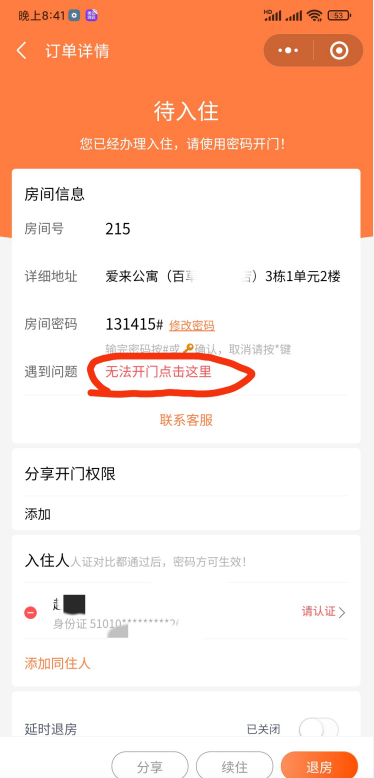 晚上8:41
HD
53
订单详情
待入住
您已经办理入住，请使用密码开门！
房间信息
房间号 215
详细地址 爱来公寓（百 ）3栋1单元2楼
房间密码 131415# 修改密码
输完密码按#或🔑确认，取消请按*键
遇到问题 无法开门点击这里
联系客服
分享开门权限
添加
入住人人证对比都通过后，密码方可生效！
身份证 51010*********2
请认证
添加同住人
延时退房 已关闭
分享 续住 退房